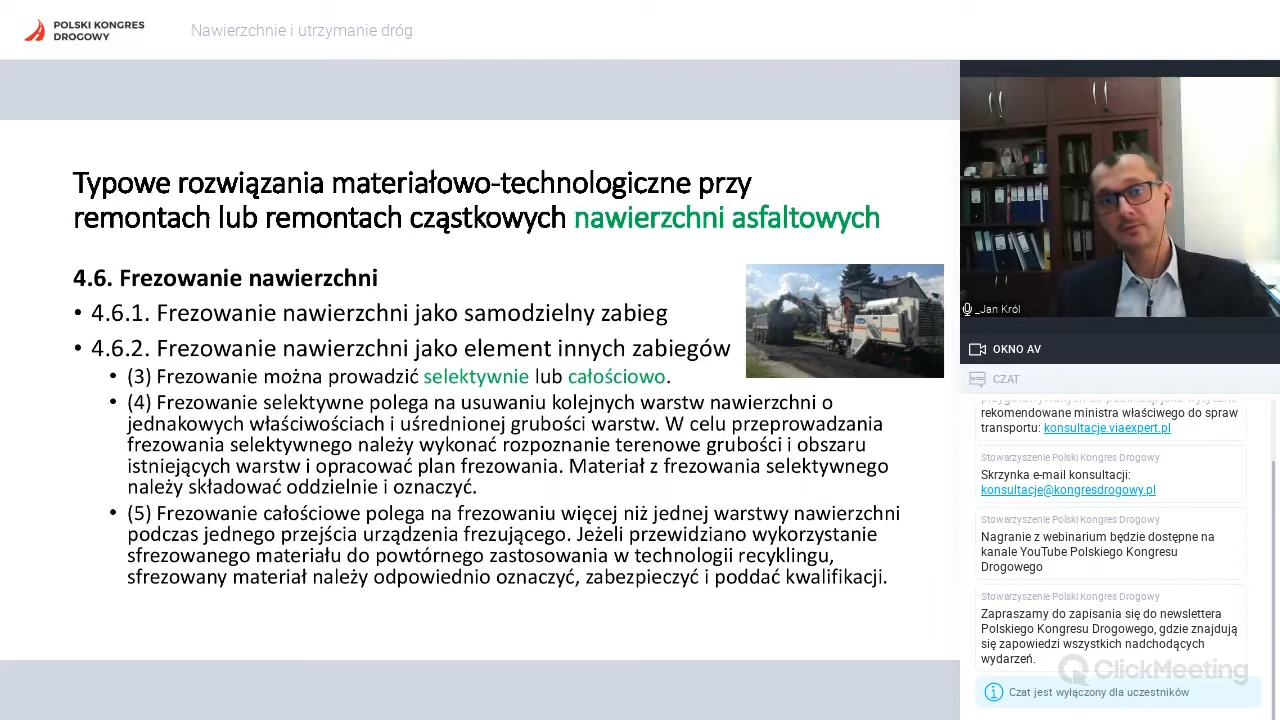 POLSKI KONGRES
DROGOWY
Nawierzchnie i utrzymanie dróg
Typowe rozwiązania materiałowo-technologiczne przy
remontach lub remontach cząstkowych nawierzchni asfaltowych
4.6. Frezowanie nawierzchni
• 4.6.1. Frezowanie nawierzchni jako samodzielny zabieg
• 4.6.2. Frezowanie nawierzchni jako element innych zabiegów
• (3) Frezowanie można prowadzić selektywnie lub całościowo.
• (4) Frezowanie selektywne polega na usuwaniu kolejnych warstw nawierzchni o
jednakowych właściwościach i uśrednionej grubości warstw. W celu przeprowadzania
frezowania selektywnego należy wykonać rozpoznanie terenowe grubości i obszaru
istniejących warstw i opracować plan frezowania. Materiał z frezowania selektywnego
należy składować oddzielnie i oznaczyć.
• (5) Frezowanie całościowe polega na frezowaniu więcej niż jednej warstwy nawierzchni
podczas jednego przejścia urządzenia frezującego. Jeżeli przewidziano wykorzystanie
sfrezowanego materiału do powtórnego zastosowania w technologii recyklingu,
sfrezowany materiał należy odpowiednio oznaczyć, zabezpieczyć i poddać kwalifikacji.
_Jan Król
OKNO AV
CZAT
rekomendowane ministra właściwego do spraw
transportu: konsultacje.viaexpert.pl
Stowarzyszenie Polski Kongres Drogowy
Skrzynka e-mail konsultacji:
konsultacje@kongresdrogowy.pl
Stowarzyszenie Polski Kongres Drogowy
Nagranie z webinarium będzie dostępne na
kanale YouTube Polskiego Kongresu
Drogowego
Stowarzyszenie Polski Kongres Drogowy
Zapraszamy do zapisania się do newslettera
Polskiego Kongresu Drogowego, gdzie znajdują
się zapowiedzi wszystkich nadchodzących
wydarzeń.
ClickMeeting
Czat jest wyłączony dla uczestników